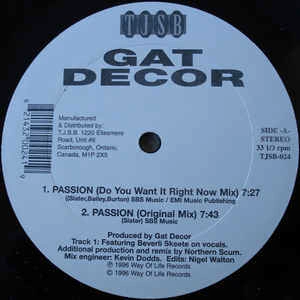 TJSB
GAT
DECOR
Manufactured
& Distributed by:
T.J.S.B. 1220 Ellesmere
Road, Unit #6
Scarborough, Ontario,
Canada, M1P 2X5
SIDE -A-
STEREO
33 1/3 rpm
TJSB-024
1. PASSION (Do You Want It Right Now Mix) 7:27
(Slater,Bailey,Burton) SBS Music / EMI Music Publishing
2. PASSION (Original Mix) 7:43
(Slater) SBS Music
Produced by Gat Decor
Track 1: Featuring Beverli Skeets on vocals.
Additional production and remix by Northern Scum.
Mix engineer: Kevin Dodds. Edits: Nigel Walton
℗ 1996 Way Of Life Records
© 1996 Way Of Life Records